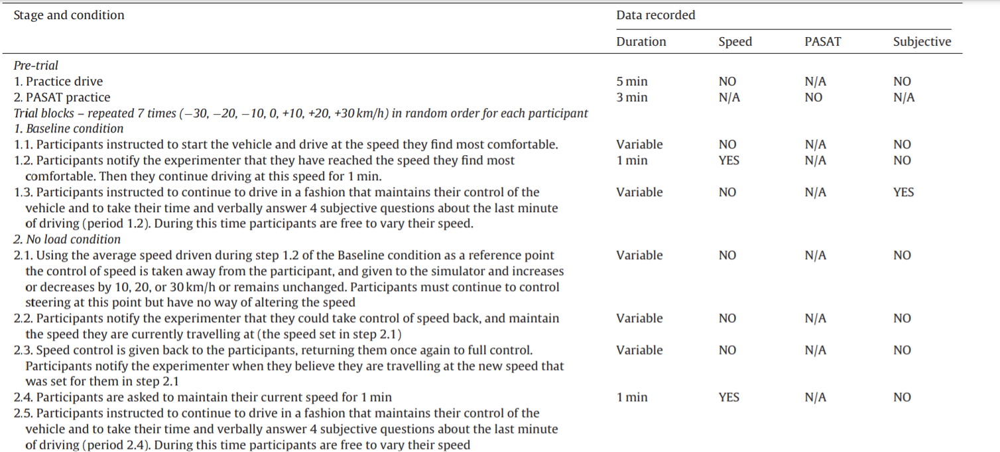 Stage and condition Data recorded
Duration Speed PASAT Subjective
Pre-trial
1. Practice drive 5 min NO N/A NO
2. PASAT practice 3 min N/A NO N/A
Trial blocks – repeated 7 times (−30, −20, −10, 0, +10, +20, +30 km/h) in random order for each participant
1. Baseline condition
1.1. Participants instructed to start the vehicle and drive at the speed they find most comfortable. Variable NO N/A NO
1.2. Participants notify the experimenter that they have reached the speed they find most 1 min YES N/A NO
comfortable. Then they continue driving at this speed for 1 min.
1.3. Participants instructed to continue to drive in a fashion that maintains their control of the Variable NO N/A YES
vehicle and to take their time and verbally answer 4 subjective questions about the last minute
of driving (period 1.2). During this time participants are free to vary their speed.
2. No load condition
2.1. Using the average speed driven during step 1.2 of the Baseline condition as a reference point Variable NO N/A NO
the control of speed is taken away from the participant, and given to the simulator and increases
or decreases by 10, 20, or 30 km/h or remains unchanged. Participants must continue to control
steering at this point but have no way of altering the speed
2.2. Participants notify the experimenter that they could take control of speed back, and maintain Variable NO N/A NO
the speed they are currently travelling at (the speed set in step 2.1)
2.3. Speed control is given back to the participants, returning them once again to full control. Variable NO N/A NO
Participants notify the experimenter when they believe they are travelling at the new speed that
was set for them in step 2.1
2.4. Participants are asked to maintain their current speed for 1 min 1 min YES N/A NO
2.5. Participants instructed to continue to drive in a fashion that maintains their control of the
vehicle and to take their time and verbally answer 4 subjective questions about the last minute
of driving (period 2.4). During this time participants are free to vary their speed